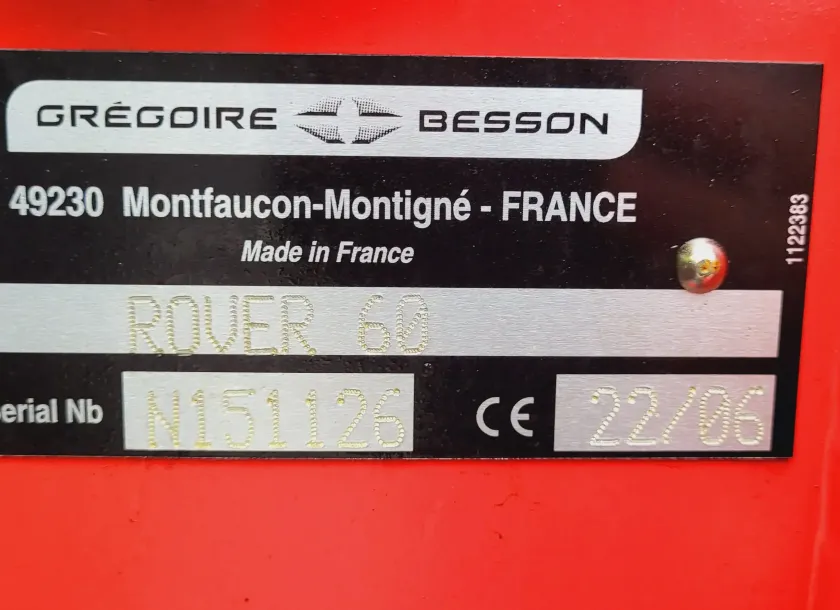 GRÉGOIRE BESSON
49230 Montfaucon-Montigné - FRANCE
Made in France
1122383
ROVER 60
erial Nb N151126 CE 22/06